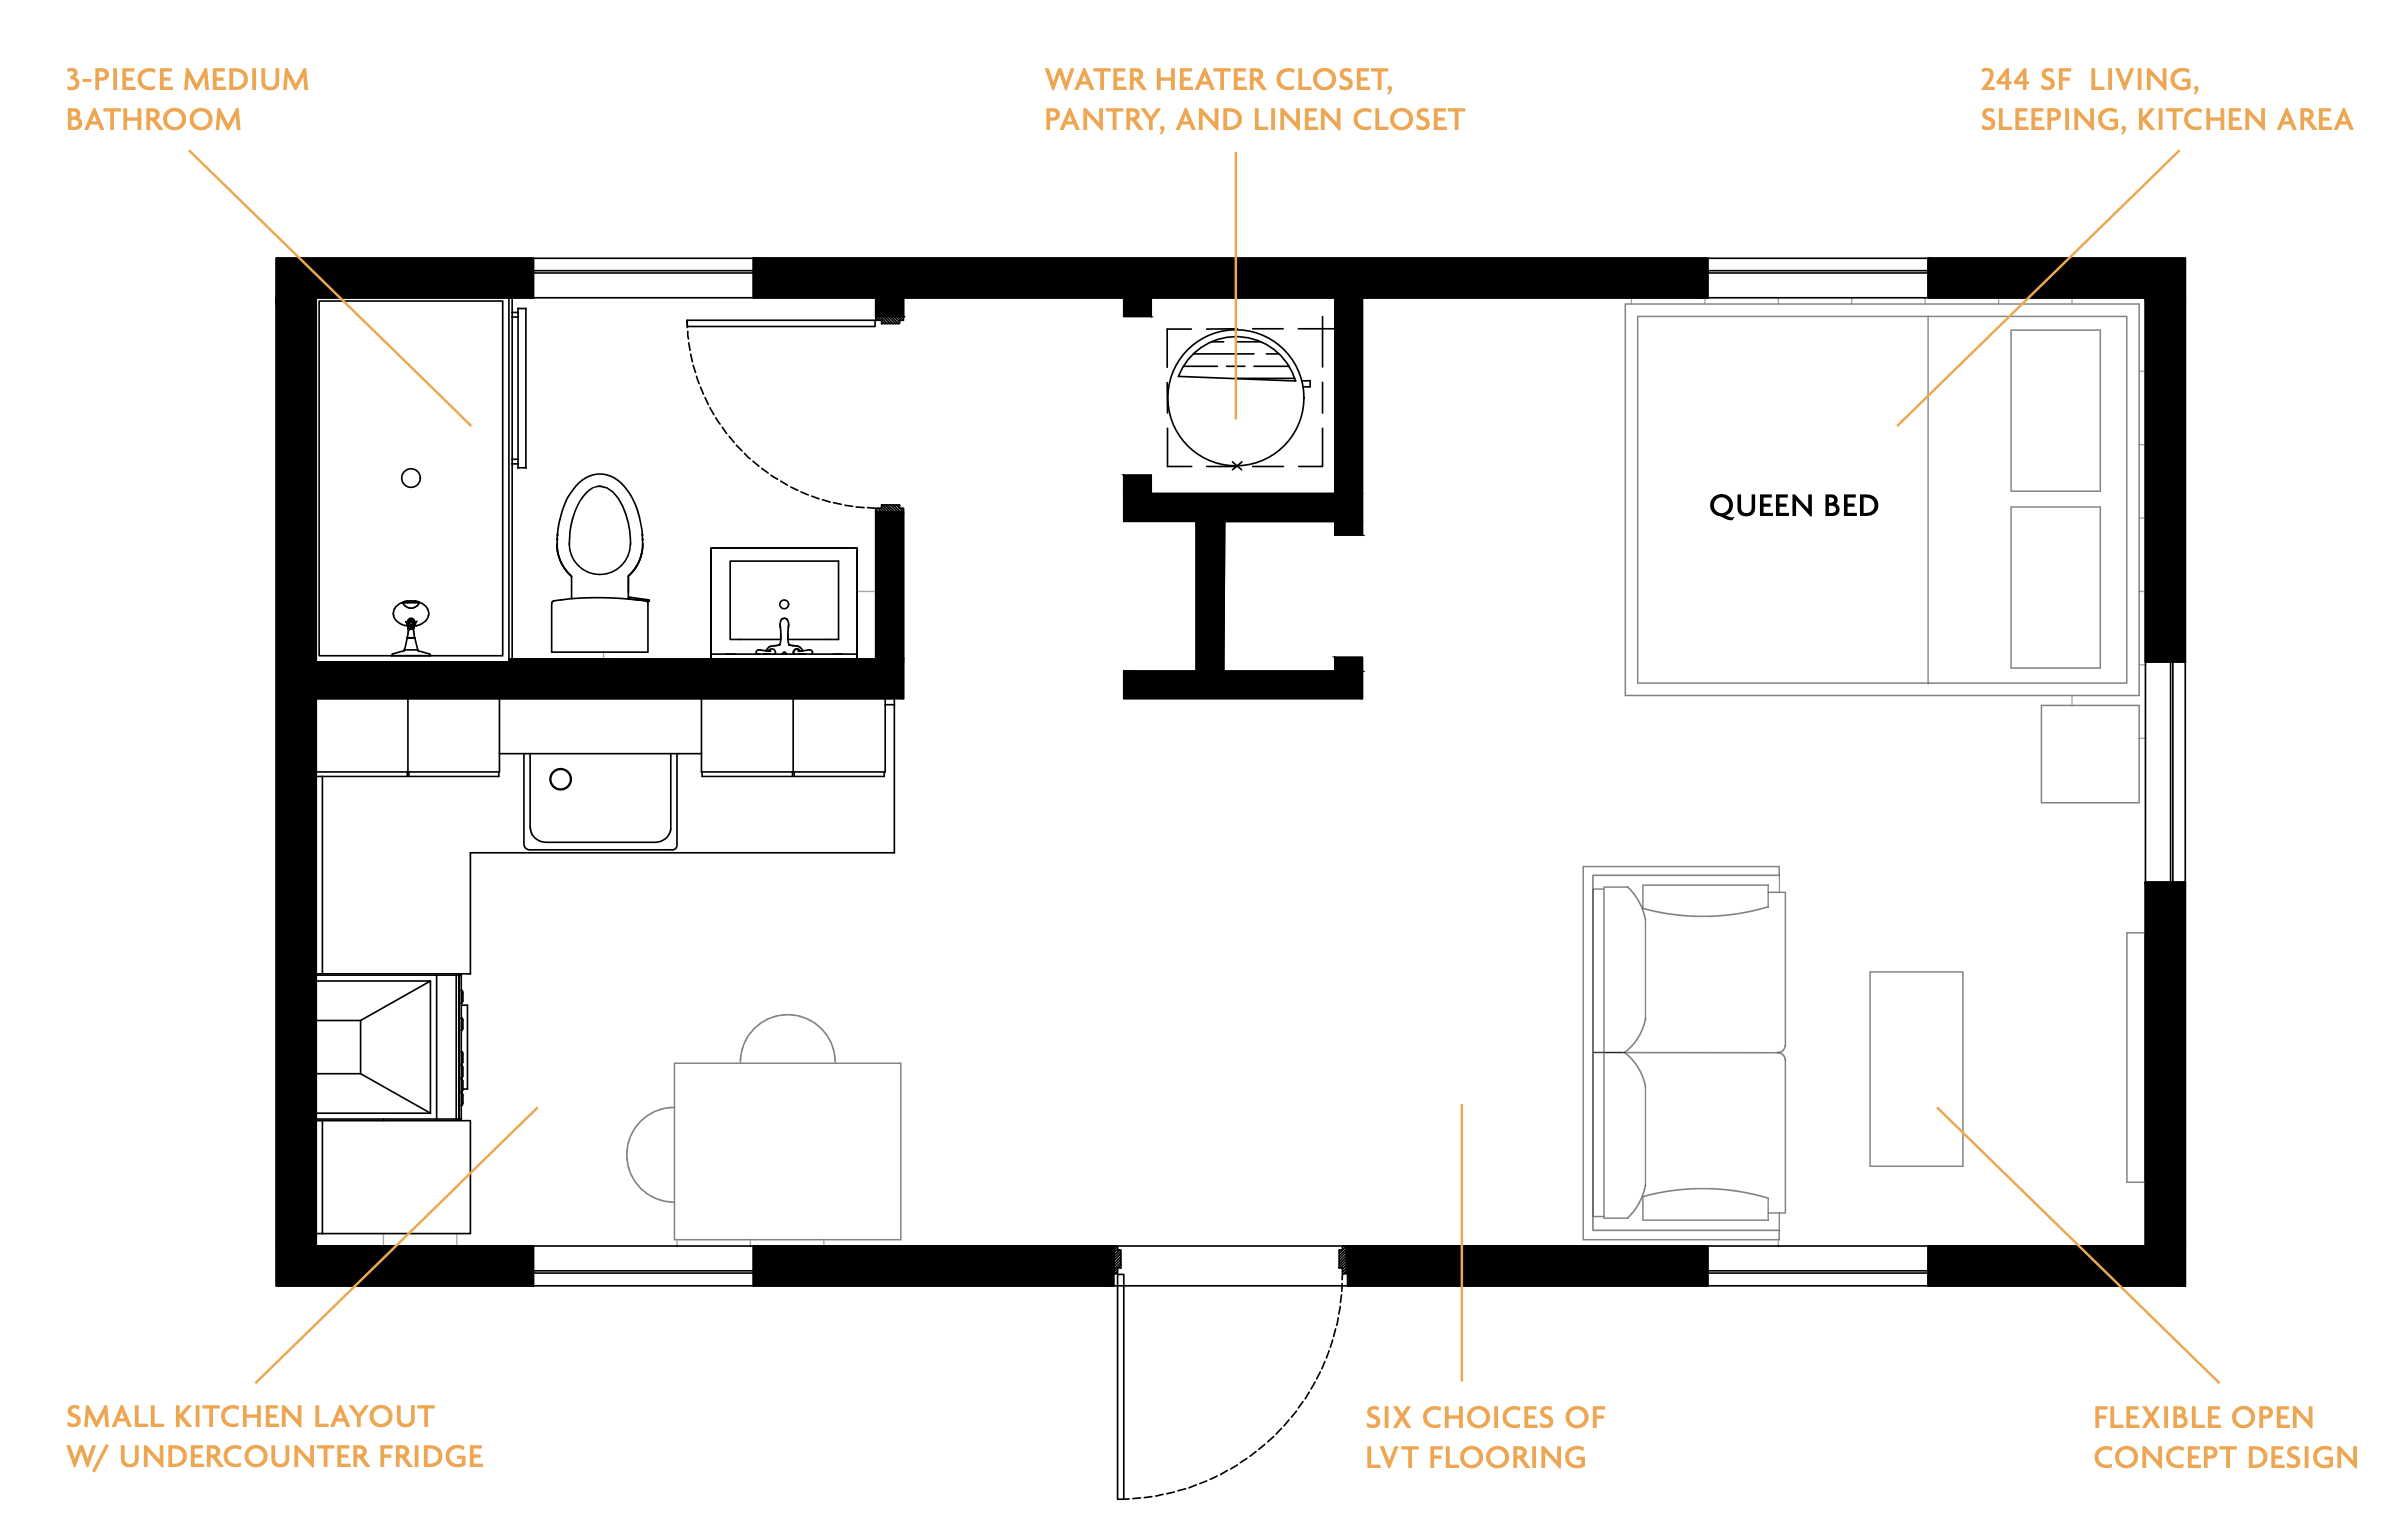 3-PIECE MEDIUM
BATHROOM
WATER HEATER CLOSET,
PANTRY, AND LINEN CLOSET
244 SF LIVING,
SLEEPING, KITCHEN AREA
QUEEN BED
SMALL KITCHEN LAYOUT
W/ UNDERCOUNTER FRIDGE
SIX CHOICES OF
LVT FLOORING
FLEXIBLE OPEN
CONCEPT DESIGN